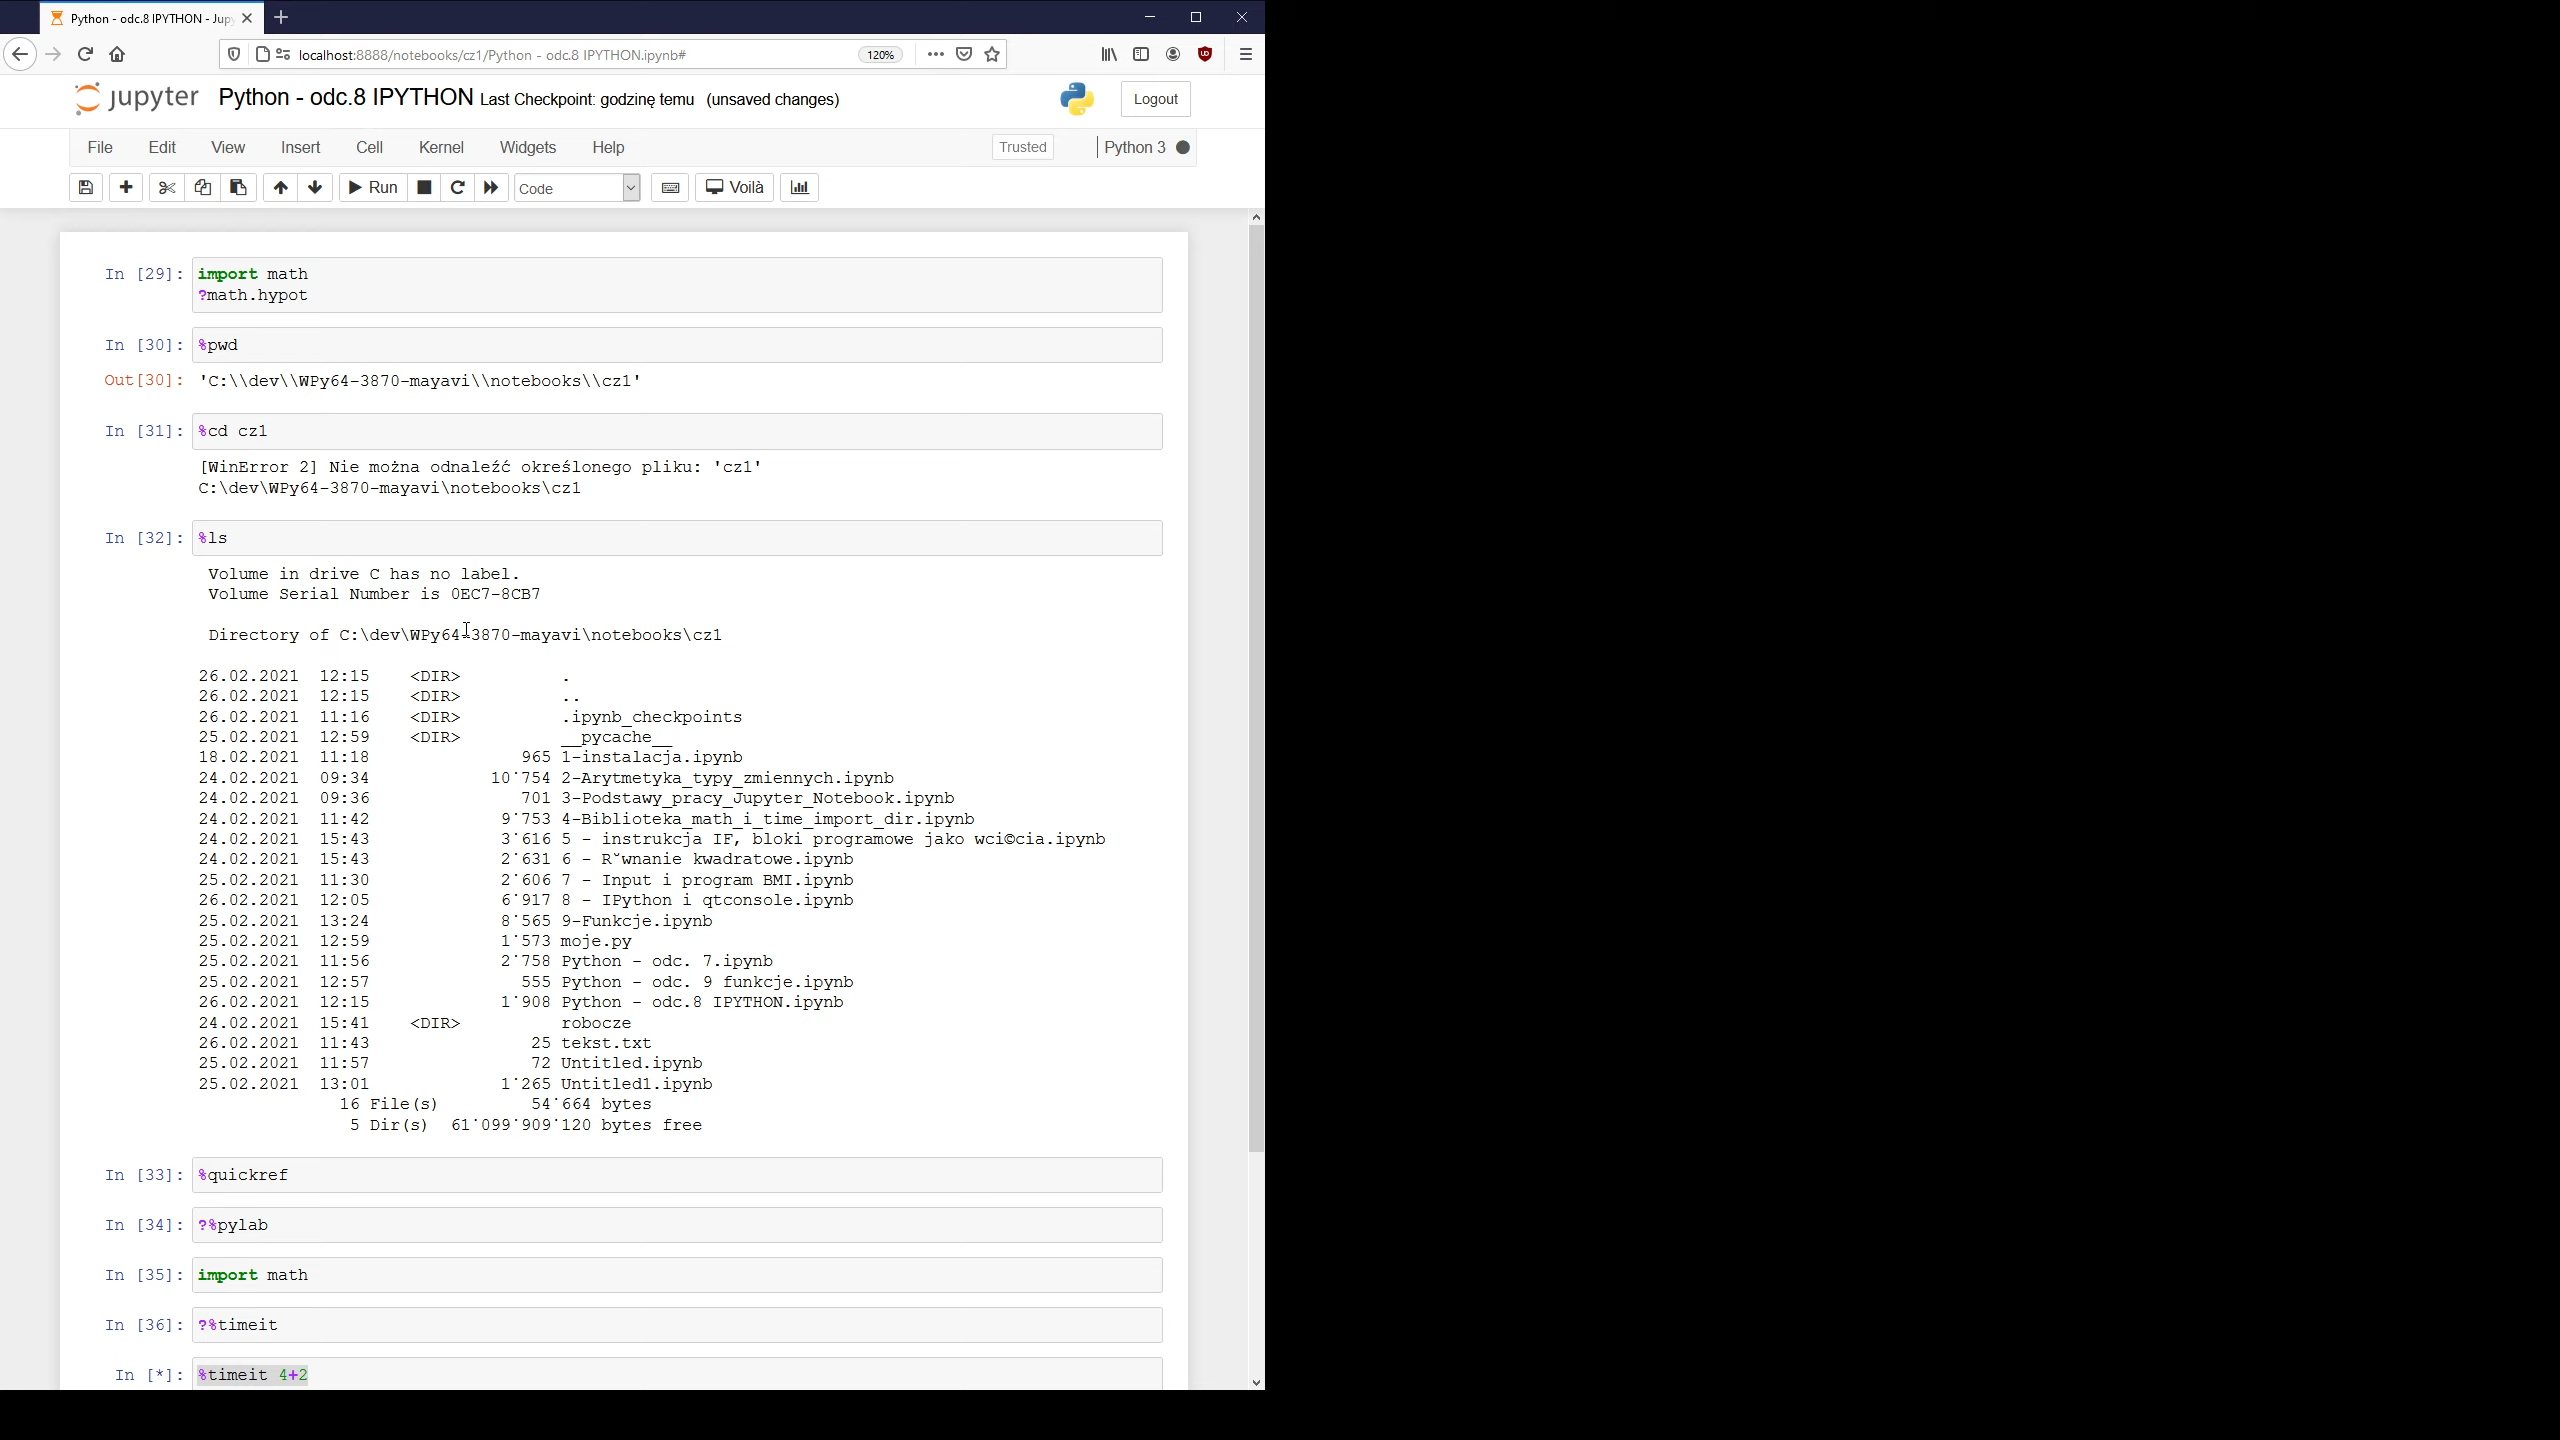 Python - odc.8 IPYTHON - Jup
localhost:8888/notebooks/cz1/Python - odc.8 IPYTHON.ipynb#
120%
jupyter Python - odc.8 IPYTHON Last Checkpoint: godzinę temu (unsaved changes)
Logout
File Edit View Insert Cell Kernel Widgets Help
Trusted
Python 3
Run
Code
Voilà
In [29]: import math
?math.hypot
In [30]: %pwd
Out[30]: 'C:\\dev\\WPy64-3870-mayavi\\notebooks\\cz1'
In [31]: %cd cz1
[WinError 2] Nie można odnaleźć określonego pliku: 'cz1'
C:\dev\WPy64-3870-mayavi\notebooks\cz1
In [32]: %ls
Volume in drive C has no label.
Volume Serial Number is 0EC7-8CB7
Directory of C:\dev\WPy64-3870-mayavi\notebooks\cz1
26.02.2021 12:15 <DIR> .
26.02.2021 12:15 <DIR> ..
26.02.2021 11:16 <DIR> .ipynb_checkpoints
25.02.2021 12:59 <DIR> __pycache__
18.02.2021 11:18 965 1-instalacja.ipynb
24.02.2021 09:34 10˙754 2-Arytmetyka_typy_zmiennych.ipynb
24.02.2021 09:36 701 3-Podstawy_pracy_Jupyter_Notebook.ipynb
24.02.2021 11:42 9˙753 4-Biblioteka_math_i_time_import_dir.ipynb
24.02.2021 15:43 3˙616 5 - instrukcja IF, bloki programowe jako wci©cia.ipynb
24.02.2021 15:43 2˙631 6 - R˘wnanie kwadratowe.ipynb
25.02.2021 11:30 2˙606 7 - Input i program BMI.ipynb
26.02.2021 12:05 6˙917 8 - IPython i qtconsole.ipynb
25.02.2021 13:24 8˙565 9-Funkcje.ipynb
25.02.2021 12:59 1˙573 moje.py
25.02.2021 11:56 2˙758 Python - odc. 7.ipynb
25.02.2021 12:57 555 Python - odc. 9 funkcje.ipynb
26.02.2021 12:15 1˙908 Python - odc.8 IPYTHON.ipynb
24.02.2021 15:41 <DIR> robocze
26.02.2021 11:43 25 tekst.txt
25.02.2021 11:57 72 Untitled.ipynb
25.02.2021 13:01 1˙265 Untitled1.ipynb
16 File(s) 54˙664 bytes
5 Dir(s) 61˙099˙909˙120 bytes free
In [33]: %quickref
In [34]: ?%pylab
In [35]: import math
In [36]: ?%timeit
In [*]: %timeit 4+2